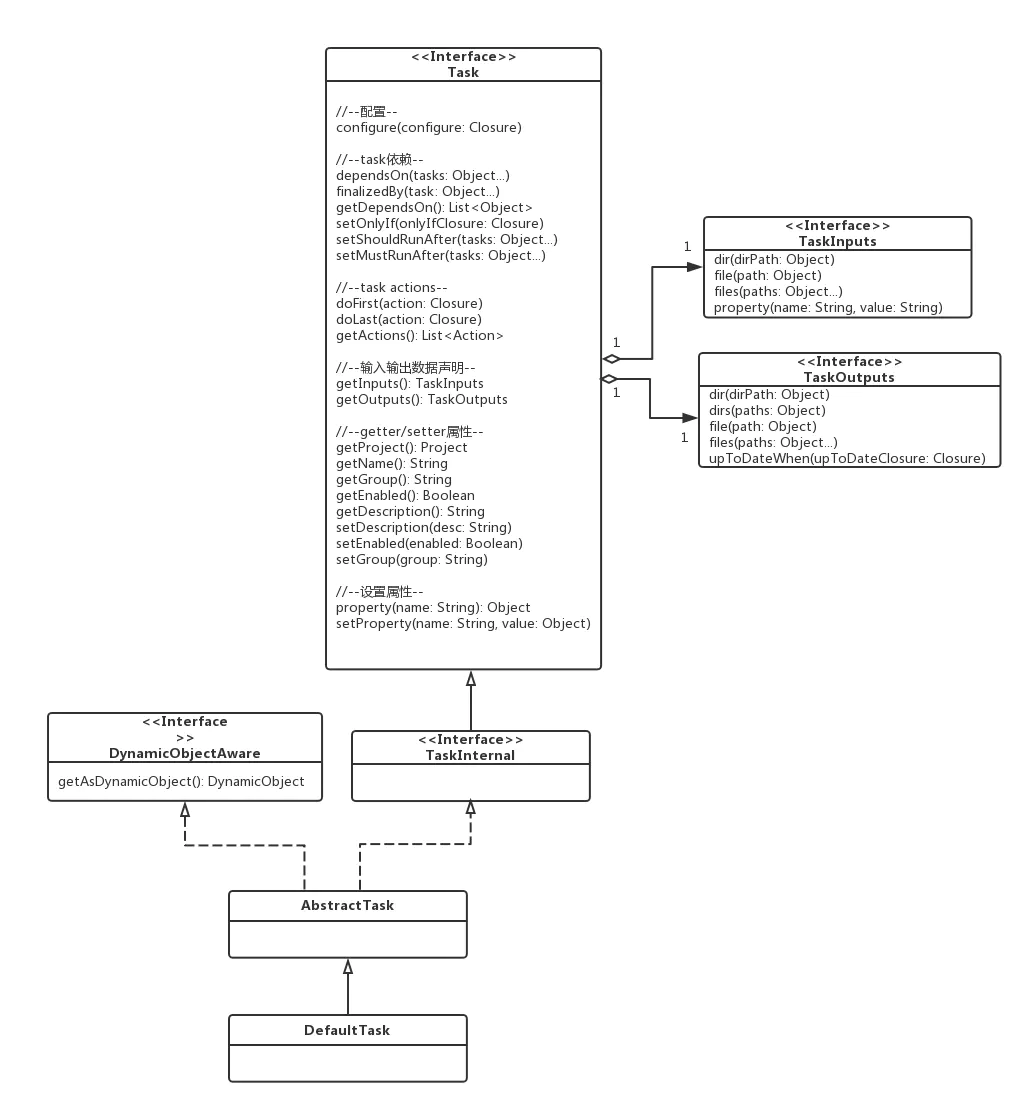 <<Interface>>
Task
//--配置--
configure(configure: Closure)
//--task依赖--
dependsOn(tasks: Object...)
finalizedBy(task: Object...)
getDependsOn(): List<Object>
setOnlyIf(onlyIfClosure: Closure)
setShouldRunAfter(tasks: Object...)
setMustRunAfter(tasks: Object...)
//--task actions--
doFirst(action: Closure)
doLast(action: Closure)
getActions(): List<Action>
//--输入输出数据声明--
getInputs(): TaskInputs
getOutputs(): TaskOutputs
//--getter/setter属性--
getProject(): Project
getName(): String
getGroup(): String
getEnabled(): Boolean
getDescription(): String
setDescription(desc: String)
setEnabled(enabled: Boolean)
setGroup(group: String)
//--设置属性--
property(name: String): Object
setProperty(name: String, value: Object)
1
1
<<Interface>>
TaskInputs
dir(dirPath: Object)
file(path: Object)
files(paths: Object...)
property(name: String, value: String)
1
1
<<Interface>>
TaskOutputs
dir(dirPath: Object)
dirs(paths: Object)
file(path: Object)
files(paths: Object...)
upToDateWhen(upToDateClosure: Closure)
<<Interface
>>
DynamicObjectAware
getAsDynamicObject(): DynamicObject
<<Interface>>
TaskInternal
AbstractTask
DefaultTask